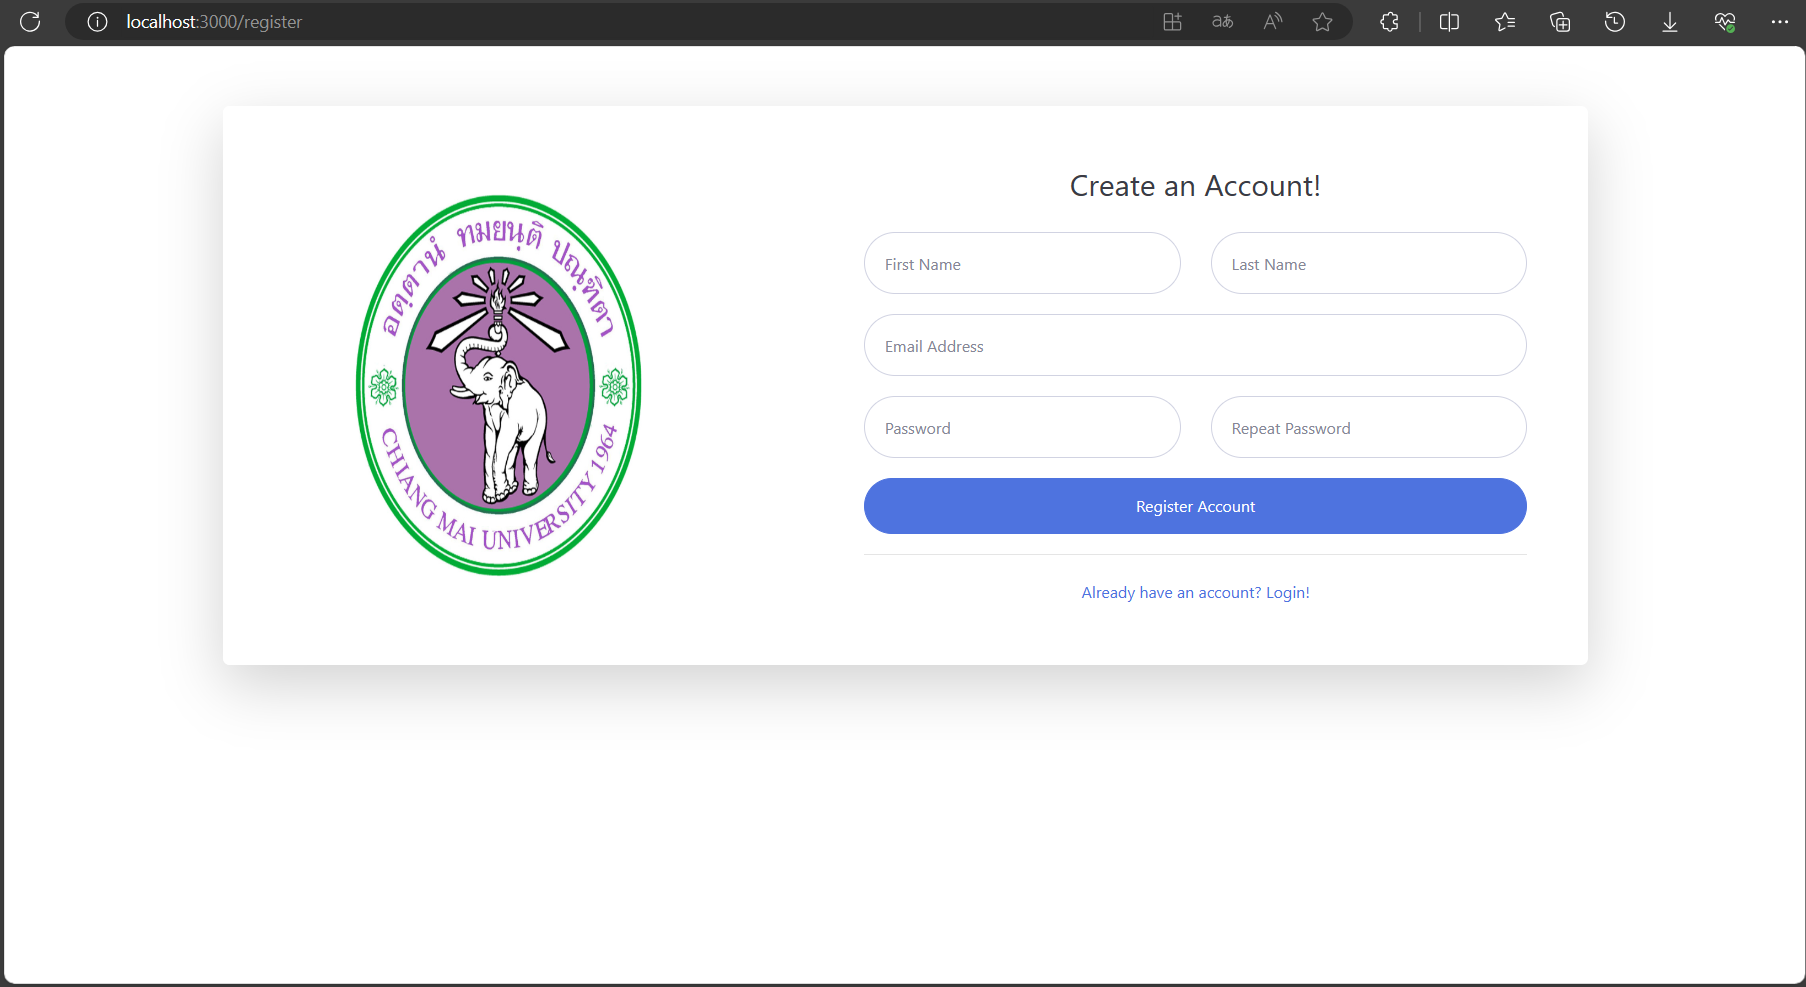 localhost:3000/register
อตฺตานํ ทมยนฺติ ปณฺฑิตา
CHIANG MAI UNIVERSITY 1964
Create an Account!
First Name
Last Name
Email Address
Password
Repeat Password
Register Account
Already have an account? Login!